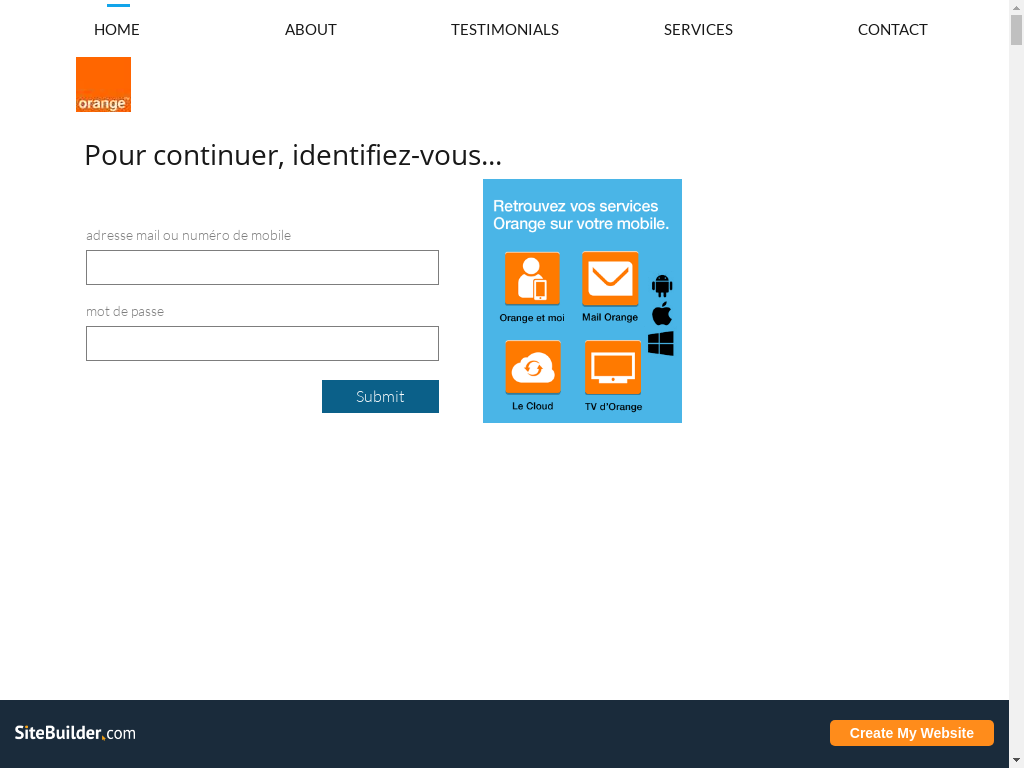 HOME
ABOUT
TESTIMONIALS
SERVICES
CONTACT
orange™
Pour continuer, identifiez-vous...
adresse mail ou numéro de mobile
mot de passe
Submit
Retrouvez vos services
Orange sur votre mobile.
Orange et moi
Mail Orange
Le Cloud
TV d'Orange
SiteBuilder.com
Create My Website